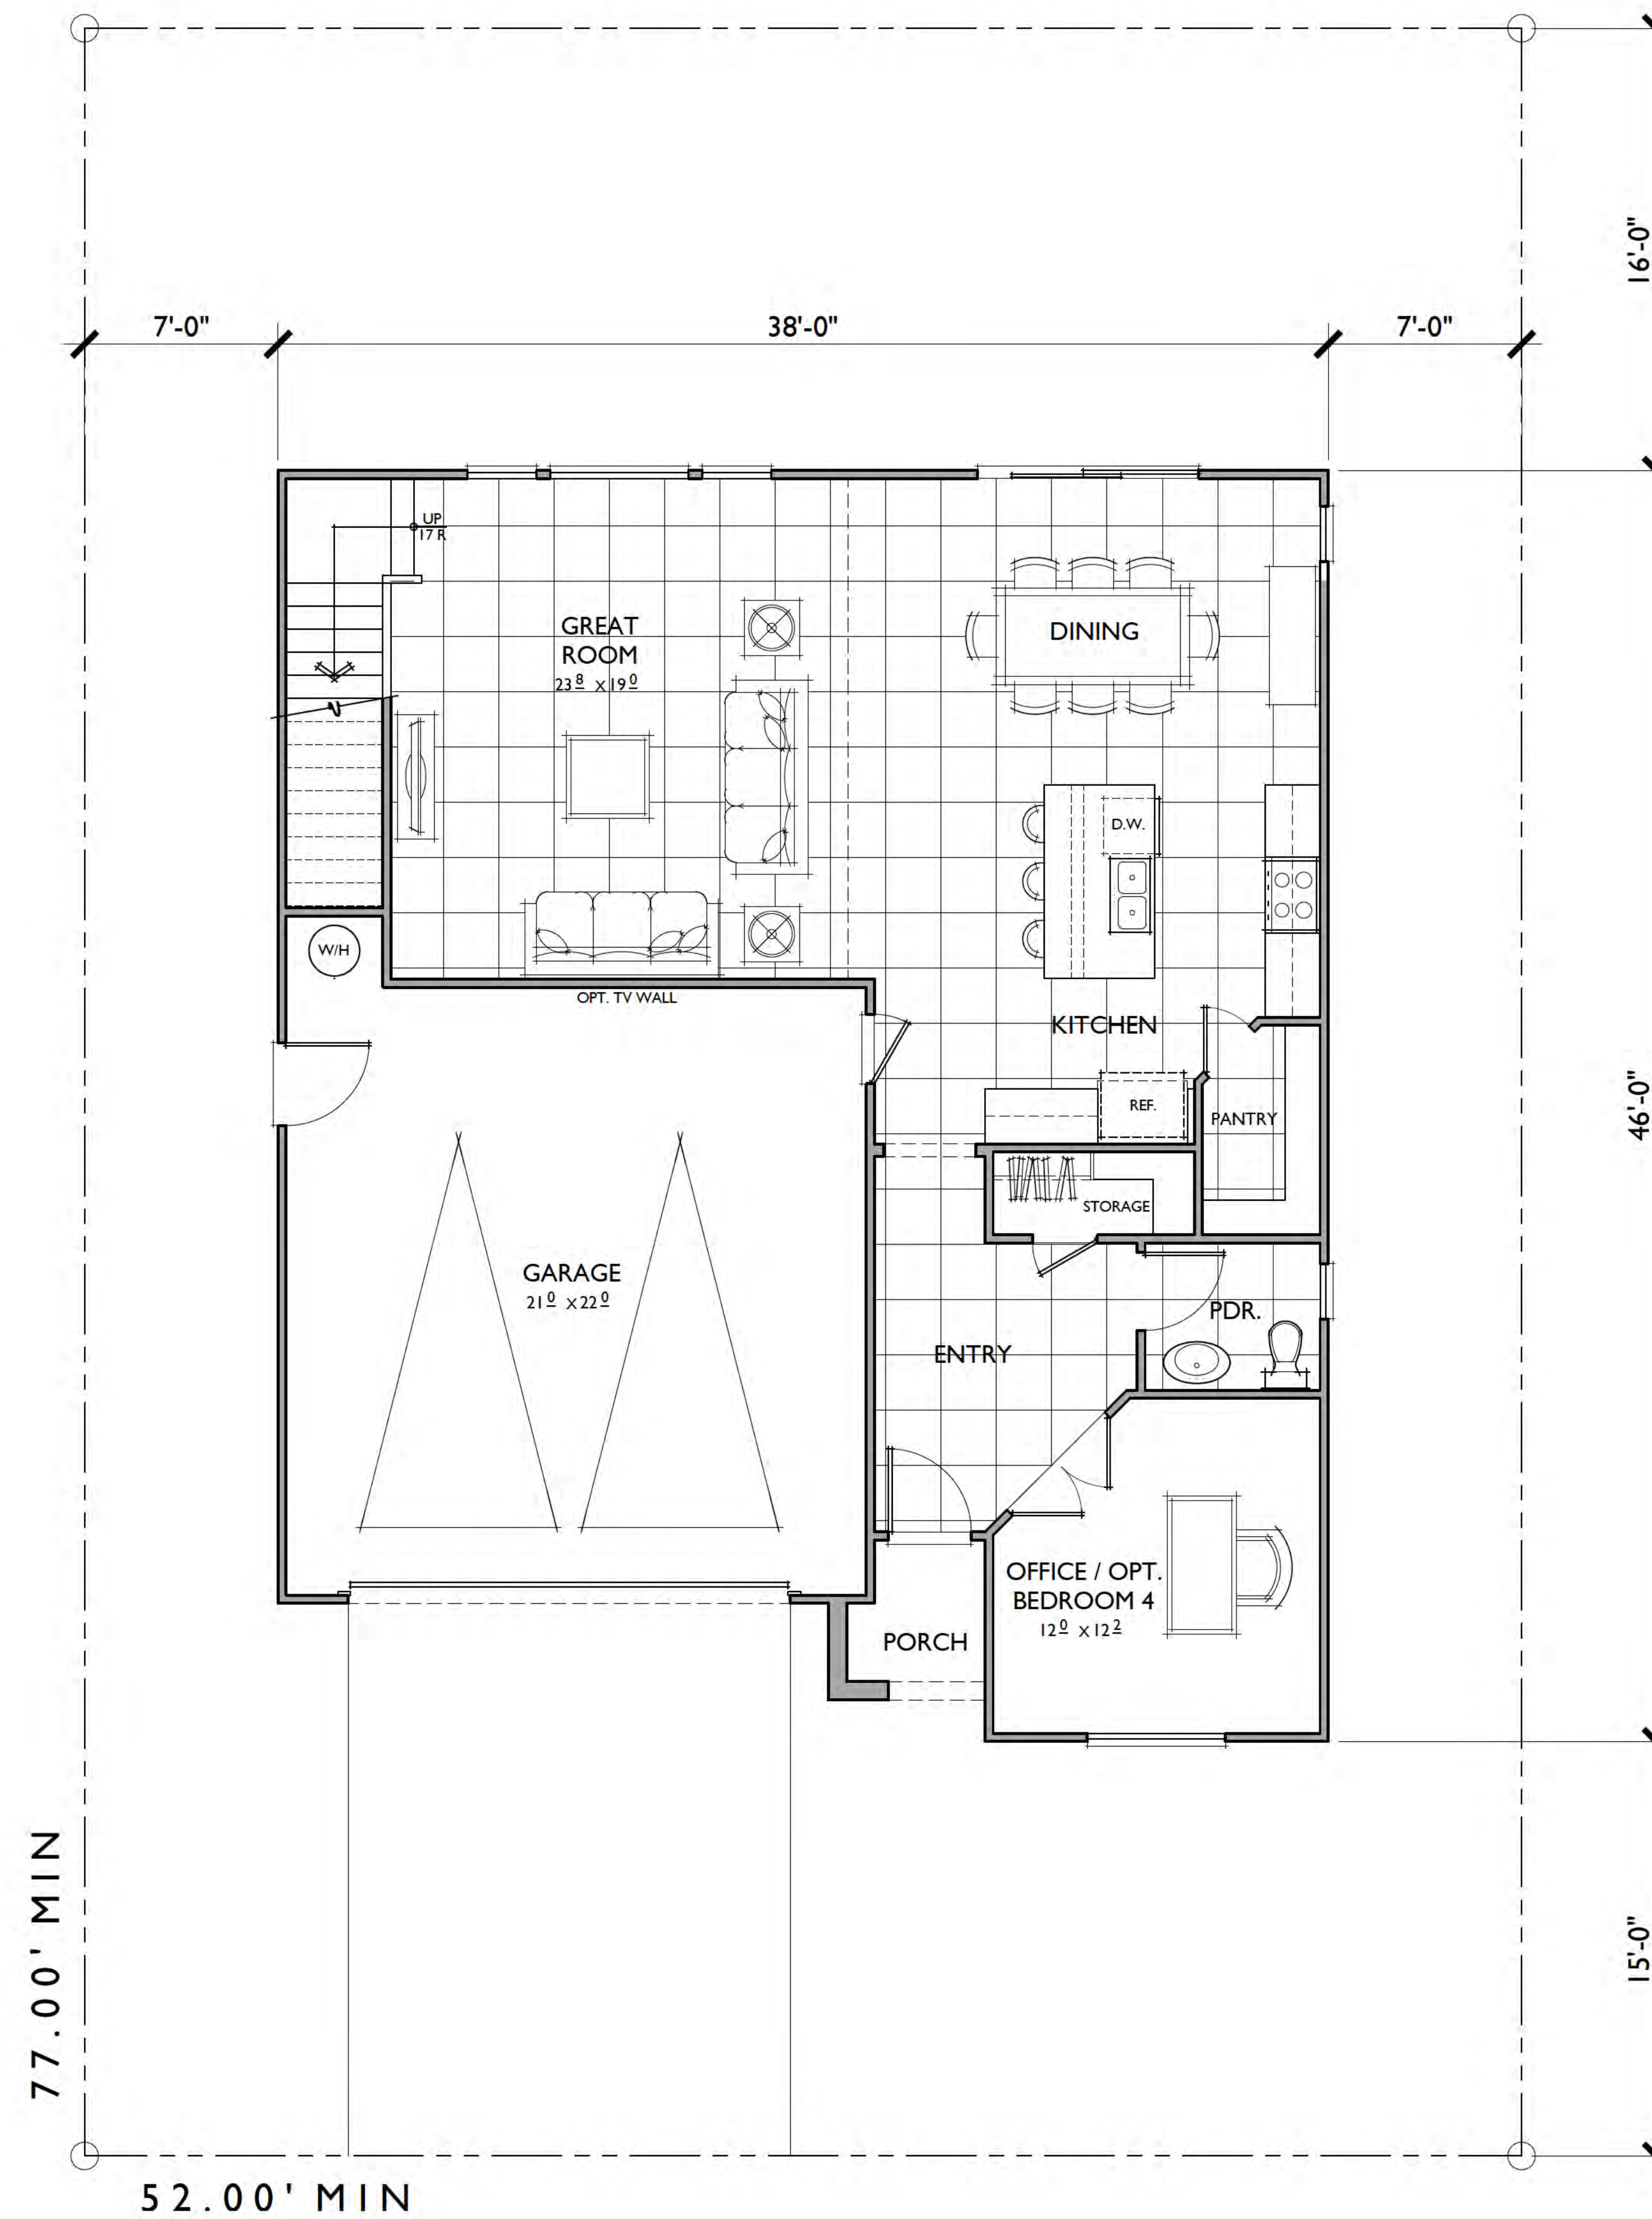 16'-0"
7'-0"
38'-0"
7'-0"
UP
17 R
GREAT
ROOM
23 8 x 19 0
DINING
D.W.
W/H
OPT. TV WALL
KITCHEN
REF.
PANTRY
46'-0"
STORAGE
GARAGE
21 0 x 22 0
PDR.
ENTRY
OFFICE / OPT.
BEDROOM 4
12 0 x 12 2
PORCH
15'-0"
77.00' MIN
52.00' MIN